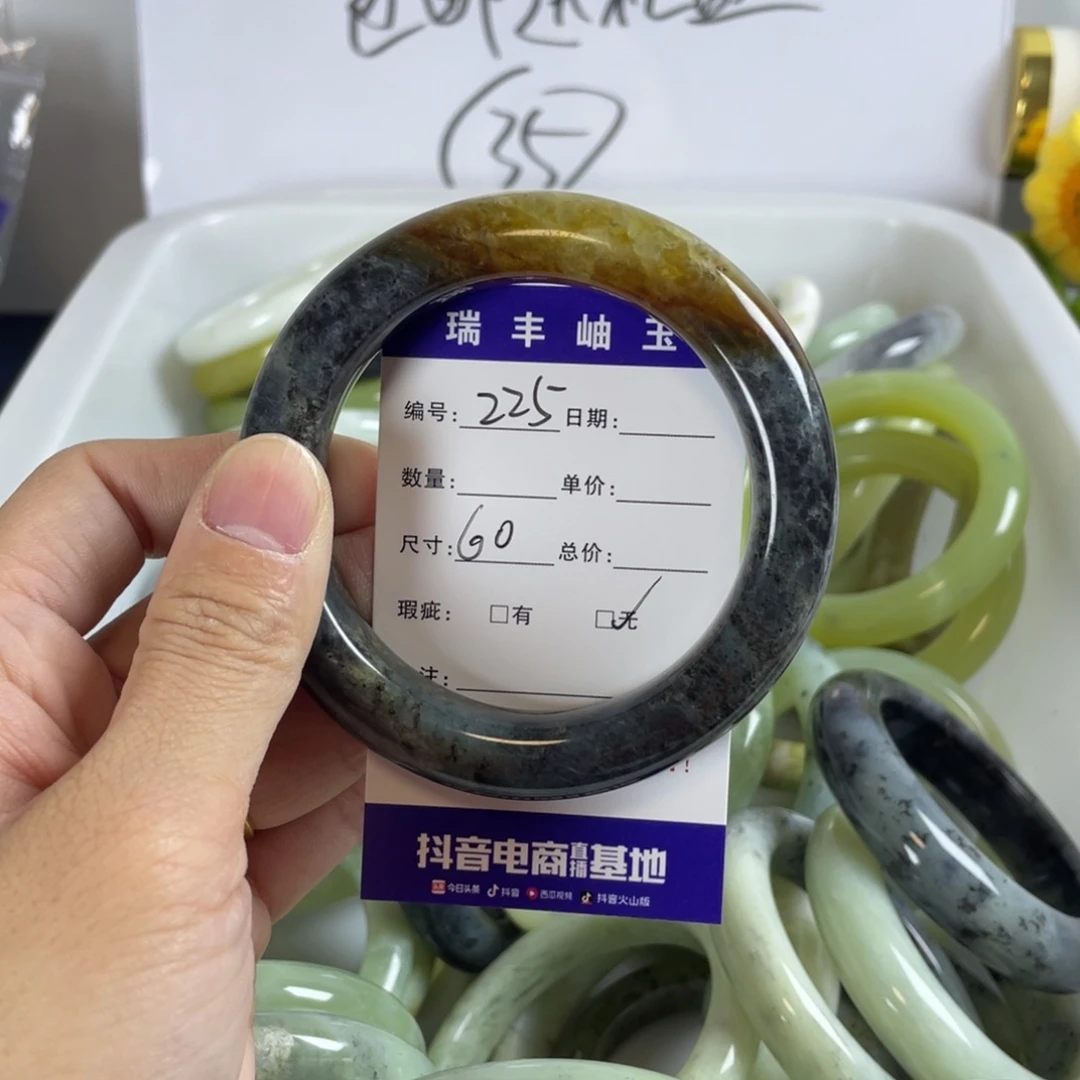 (35)
瑞丰岫玉
编号: 225 日期:
数量: 单价:
尺寸: 60 总价:
瑕疵: □有 □无
注:
抖音电商直播基地
今日头条 抖音 西瓜视频 抖音火山版